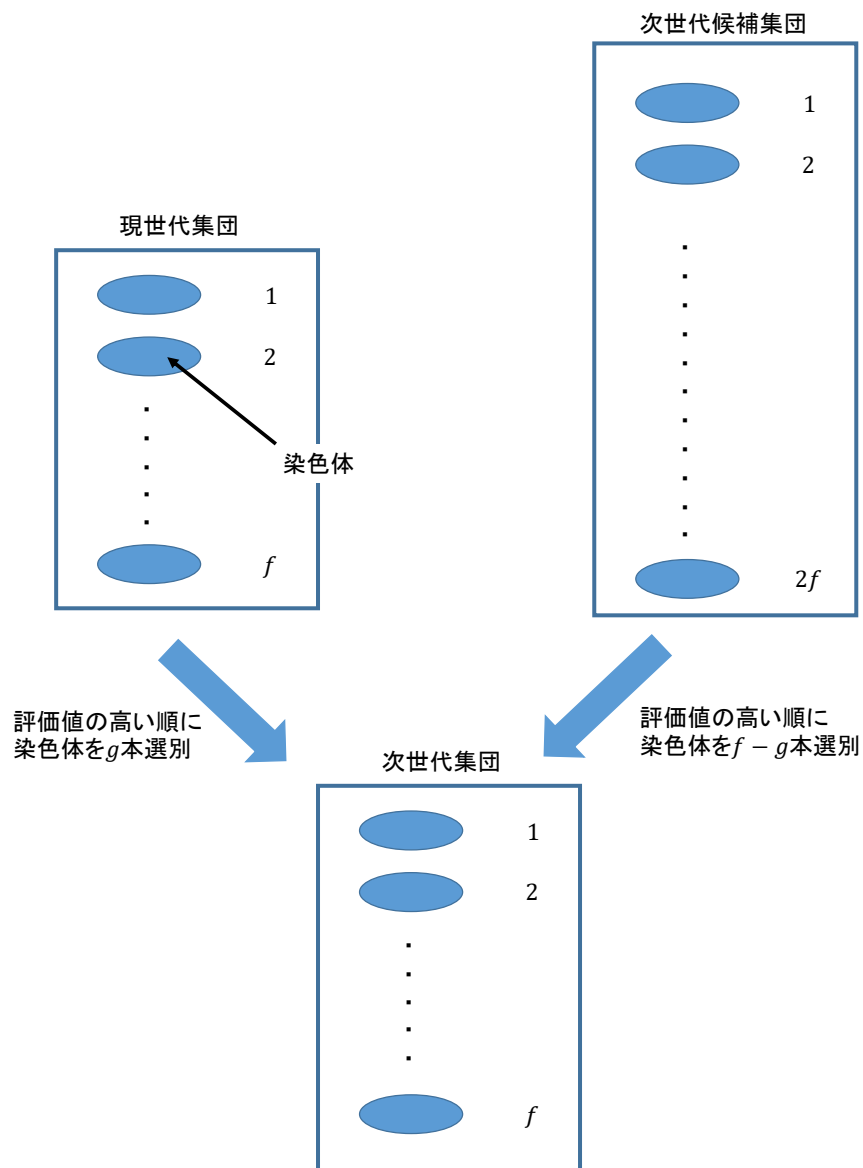 次世代候補集団
1
2
2f
現世代集団
1
2
染色体
f
評価値の高い順に
染色体をg本選別
評価値の高い順に
染色体をf − g本選別
次世代集団
1
2
f